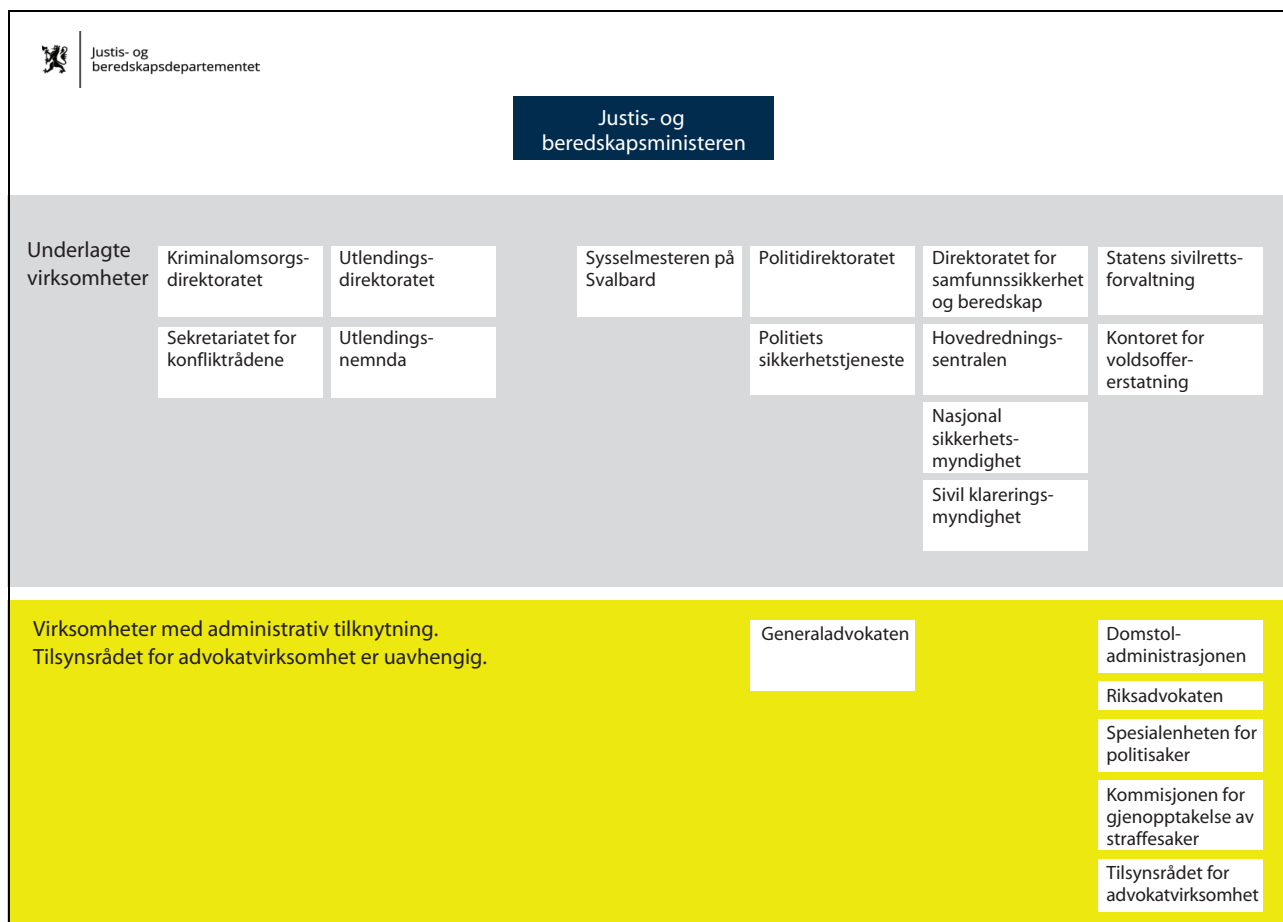 Justis- og
beredskapsdepartementet
Justis- og
beredskapsministeren
Underlagte
virksomheter
Kriminalomsorgs-
direktoratet
Utlendings-
direktoratet
Sysselmesteren på
Svalbard
Politidirektoratet
Direktoratet for
samfunnssikkerhet
og beredskap
Statens sivilretts-
forvaltning
Sekretariatet for
konfliktrådene
Utlendings-
nemnda
Politiets
sikkerhetstjeneste
Hovedrednings-
sentralen
Kontoret for
voldsoffer-
erstatning
Nasjonal
sikkerhets-
myndighet
Sivil klarerings-
myndighet
Virksomheter med administrativ tilknytning.
Tilsynsrådet for advokatvirksomhet er uavhengig.
Generaladvokaten
Domstol-
administrasjonen
Riksadvokaten
Spesialenheten for
politisaker
Kommisjonen for
gjenopptakelse av
straffesaker
Tilsynsrådet for
advokatvirksomhet